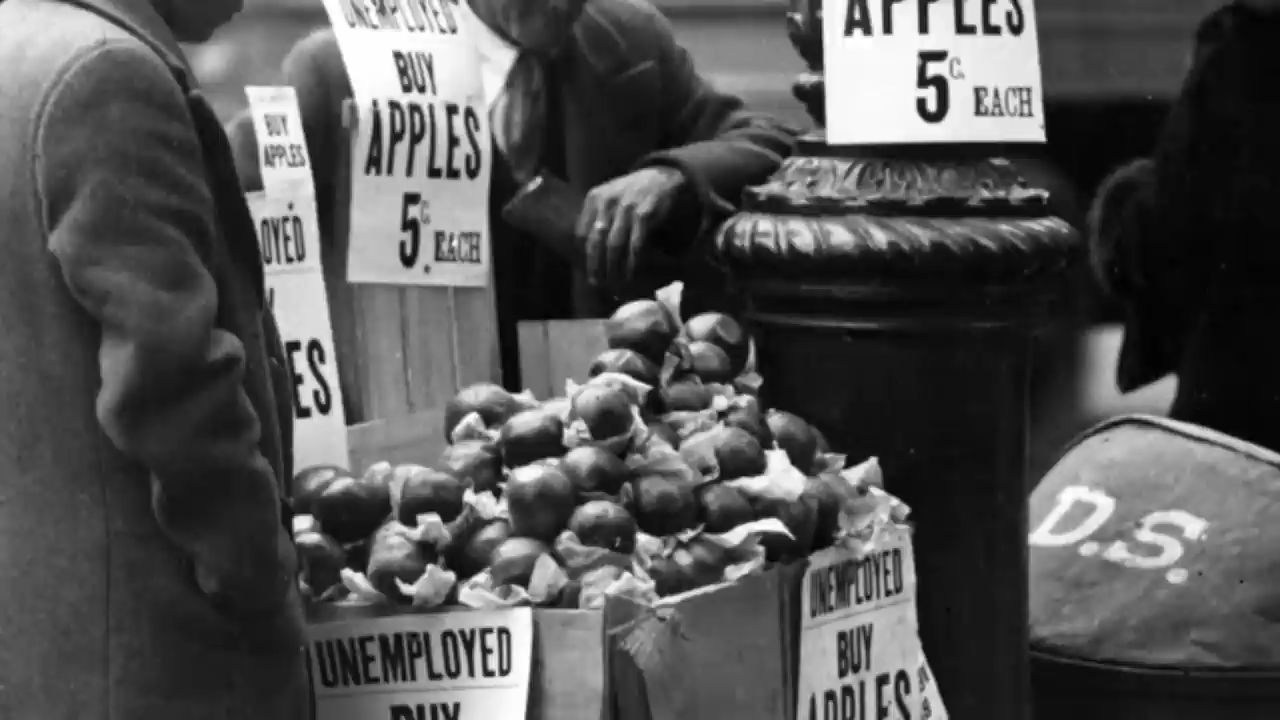 UNEMPLOYED
BUY
APPLES
5c. EACH
APPLES
5c. EACH
BUY
APPLES
OYED
ES
D.S.
UNEMPLOYED
BUY
UNEMPLOYED
BUY
APPLES